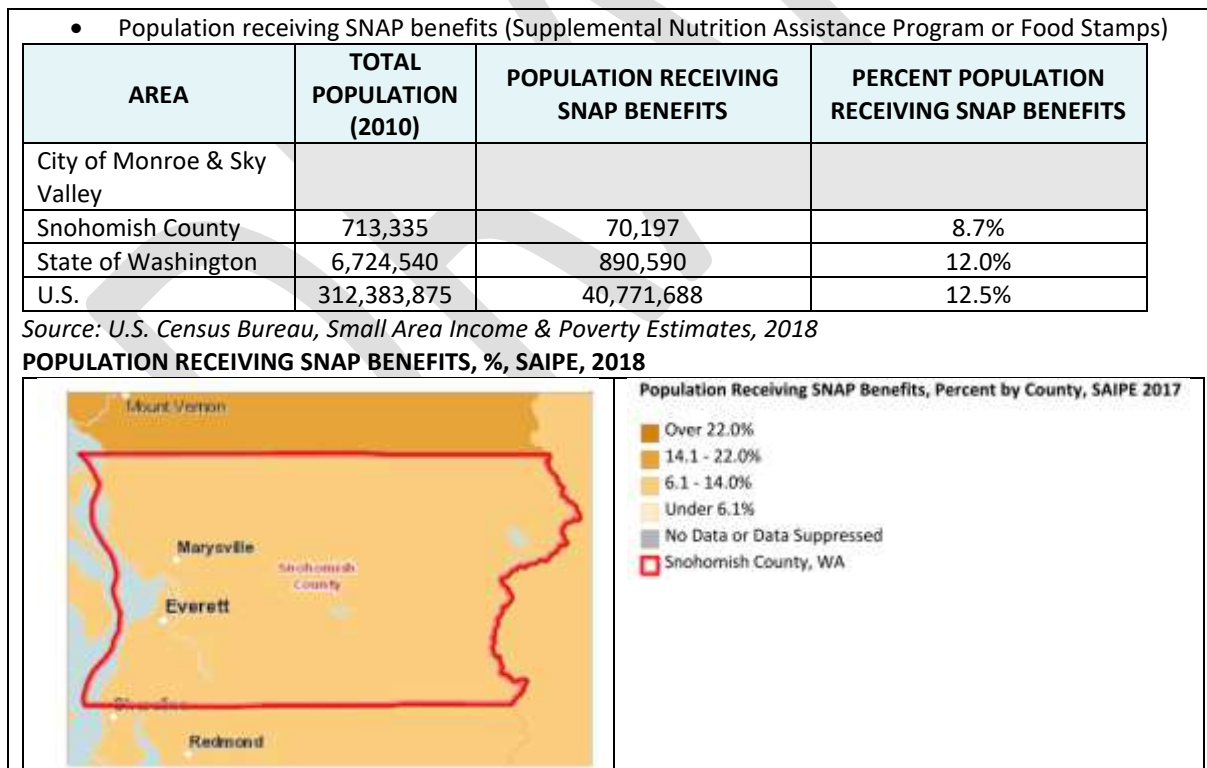 • Population receiving SNAP benefits (Supplemental Nutrition Assistance Program or Food Stamps)
AREA
TOTAL
POPULATION
(2010)
POPULATION RECEIVING
SNAP BENEFITS
PERCENT POPULATION
RECEIVING SNAP BENEFITS
City of Monroe & Sky
Valley
Snohomish County 713,335 70,197 8.7%
State of Washington 6,724,540 890,590 12.0%
U.S. 312,383,875 40,771,688 12.5%
Source: U.S. Census Bureau, Small Area Income & Poverty Estimates, 2018
POPULATION RECEIVING SNAP BENEFITS, %, SAIPE, 2018
Mount Vernon
Marysville
Snohomish
County
Everett
Shoreline
Redmond
Population Receiving SNAP Benefits, Percent by County, SAIPE 2017
Over 22.0%
14.1 - 22.0%
6.1 - 14.0%
Under 6.1%
No Data or Data Suppressed
Snohomish County, WA